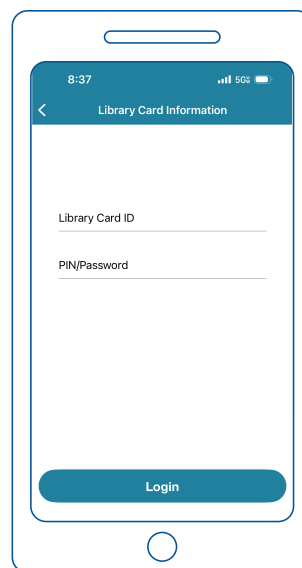 8:37 5G
Library Card Information
Library Card ID
PIN/Password
Login